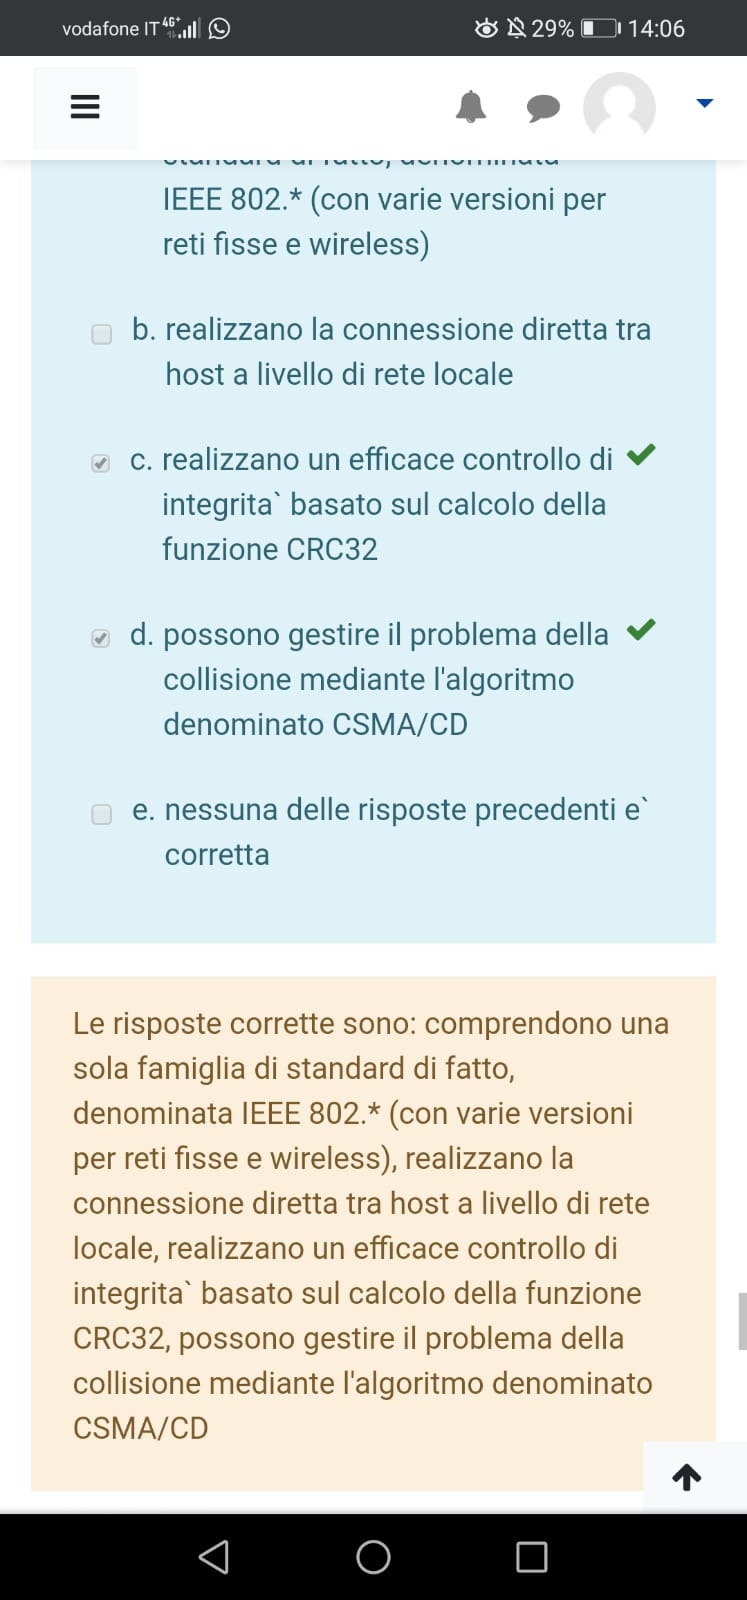 vodafone IT 4G+ 29% 14:06
IEEE 802.* (con varie versioni per
reti fisse e wireless)
b. realizzano la connessione diretta tra
host a livello di rete locale
c. realizzano un efficace controllo di
integrita` basato sul calcolo della
funzione CRC32
d. possono gestire il problema della
collisione mediante l'algoritmo
denominato CSMA/CD
e. nessuna delle risposte precedenti e`
corretta
Le risposte corrette sono: comprendono una
sola famiglia di standard di fatto,
denominata IEEE 802.* (con varie versioni
per reti fisse e wireless), realizzano la
connessione diretta tra host a livello di rete
locale, realizzano un efficace controllo di
integrita` basato sul calcolo della funzione
CRC32, possono gestire il problema della
collisione mediante l'algoritmo denominato
CSMA/CD